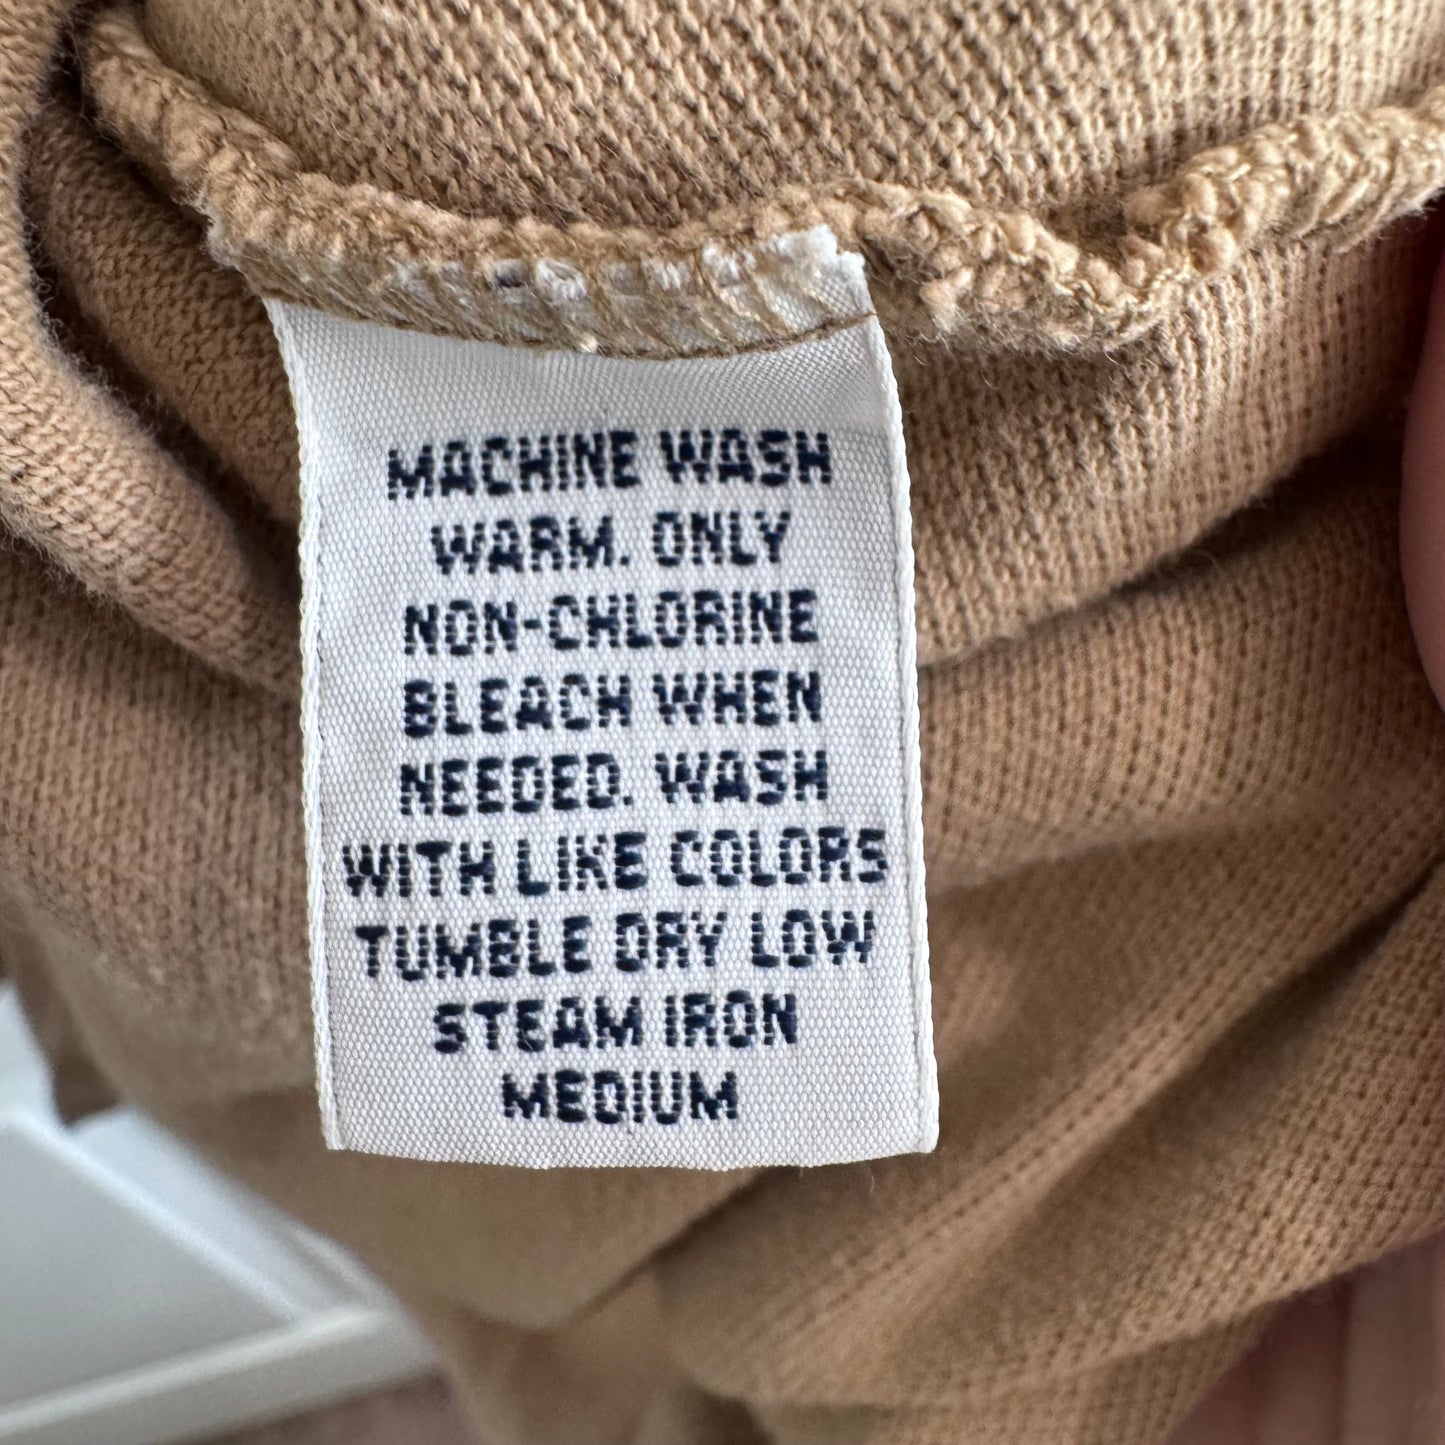 MACHINE WASH
WARM. ONLY
NON-CHLORINE
BLEACH WHEN
NEEDED. WASH
WITH LIKE COLORS
TUMBLE DRY LOW
STEAM IRON
MEDIUM